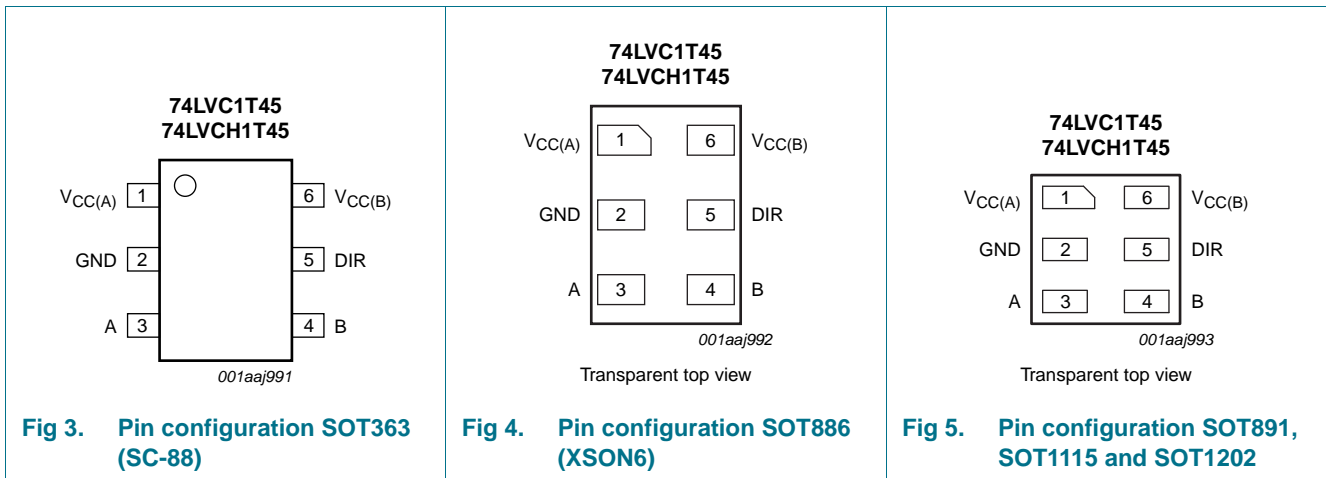 74LVC1T45
74LVCH1T45
VCC(A) 1 6 VCC(B)
GND 2 5 DIR
A 3 4 B
001aaj991
Fig 3. Pin configuration SOT363
(SC-88)
74LVC1T45
74LVCH1T45
VCC(A) 1 6 VCC(B)
GND 2 5 DIR
A 3 4 B
001aaj992
Transparent top view
Fig 4. Pin configuration SOT886
(XSON6)
74LVC1T45
74LVCH1T45
VCC(A) 1 6 VCC(B)
GND 2 5 DIR
A 3 4 B
001aaj993
Transparent top view
Fig 5. Pin configuration SOT891,
SOT1115 and SOT1202